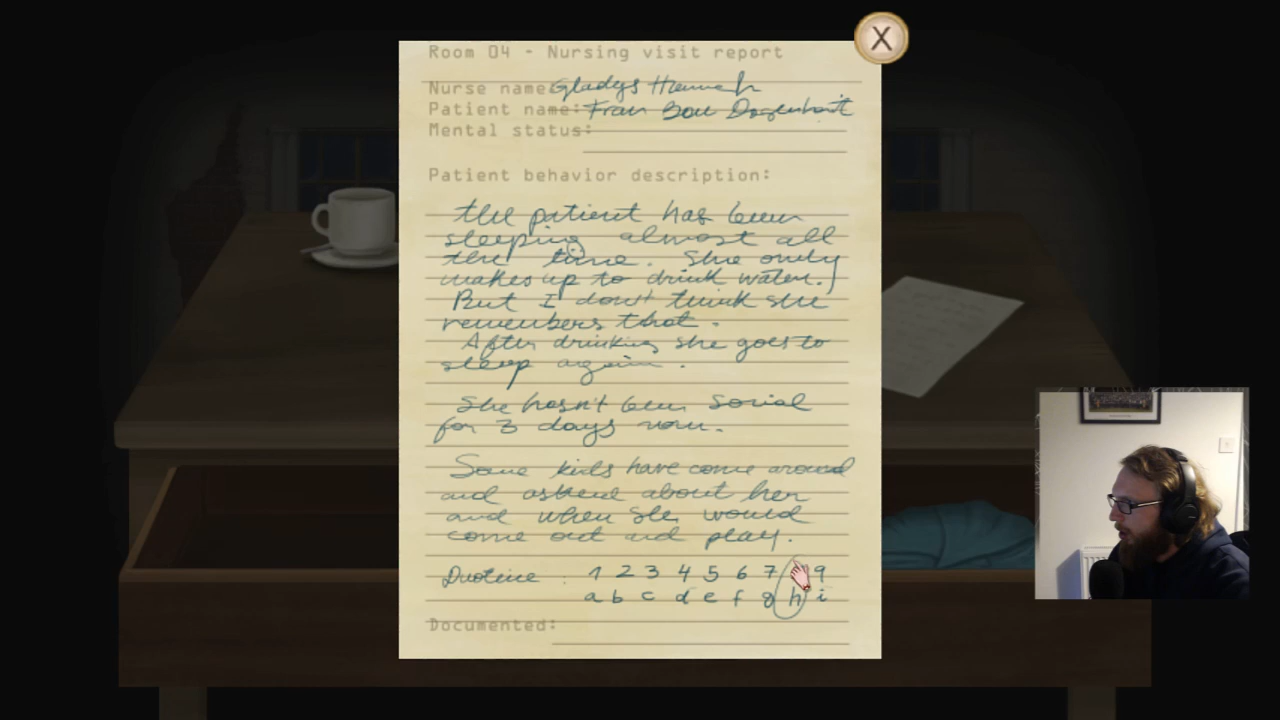 X
Room 04 - Nursing visit report
Nurse name: Gladys
Patient name: Fran Bow Dagenhart
Mental status:
Patient behavior description:
the patient has been
sleeping almost all
the time. She only
wakes up to drink water.
But I don't think she
remembers that.
After drinking she goes to
sleep again.
She hasn't been social
for 3 days now.
Some kids have come around
and asked about her
and when she would
come out and play.
Duotine : 1 2 3 4 5 6 7 9
a b c d e f g h i
Documented: